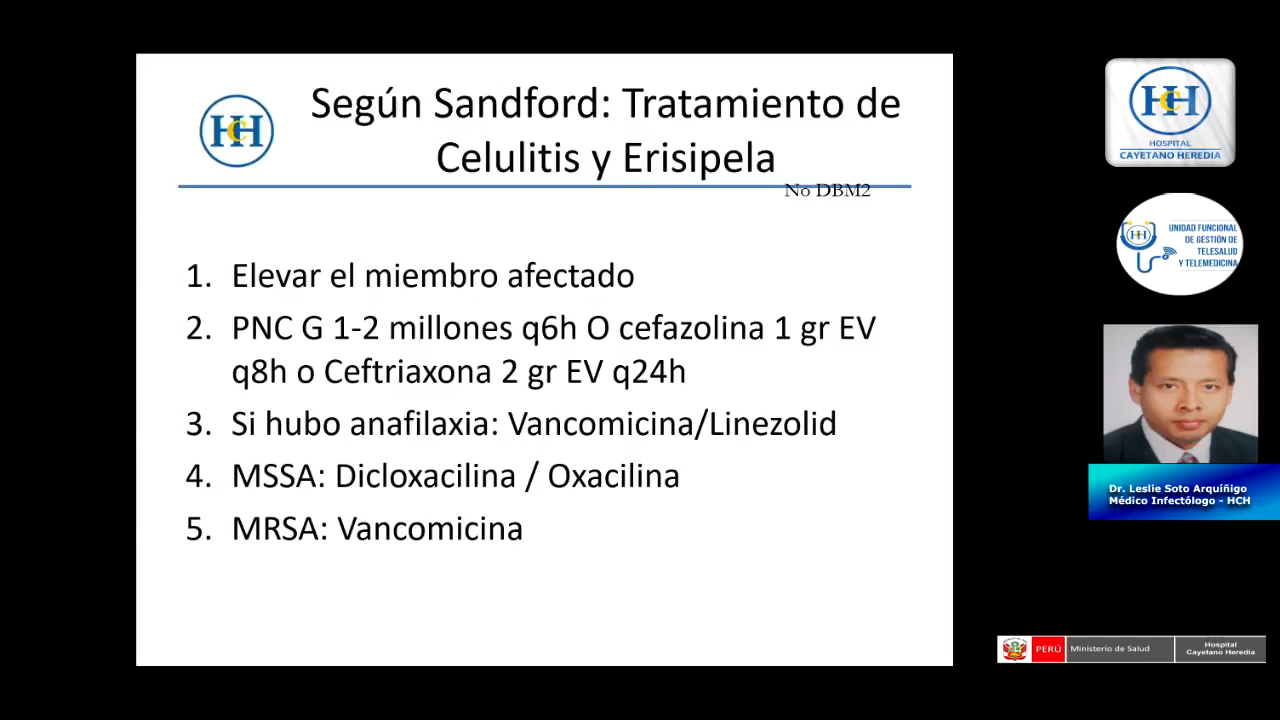 Según Sandford: Tratamiento de
Celulitis y Erisipela
No DBM2
1. Elevar el miembro afectado
2. PNC G 1-2 millones q6h O cefazolina 1 gr EV
q8h o Ceftriaxona 2 gr EV q24h
3. Si hubo anafilaxia: Vancomicina/Linezolid
4. MSSA: Dicloxacilina / Oxacilina
5. MRSA: Vancomicina
HCH
HCH
HOSPITAL
CAYETANO HEREDIA
HCH
UNIDAD FUNCIONAL
DE GESTIÓN DE
TELESALUD
Y TELEMEDICINA
Dr. Leslie Soto Arquíñigo
Médico Infectólogo - HCH
PERÚ
Ministerio de Salud
Hospital
Cayetano Heredia